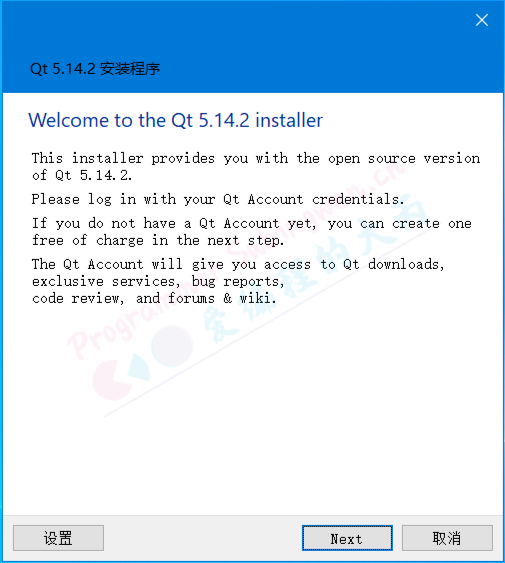 Qt 5.14.2 安装程序
Welcome to the Qt 5.14.2 installer
This installer provides you with the open source version
of Qt 5.14.2.
Please log in with your Qt Account credentials.
If you do not have a Qt Account yet, you can create one
free of charge in the next step.
The Qt Account will give you access to Qt downloads,
exclusive services, bug reports,
code review, and forums & wiki.
爱编程的大丙
设置
Next
取消